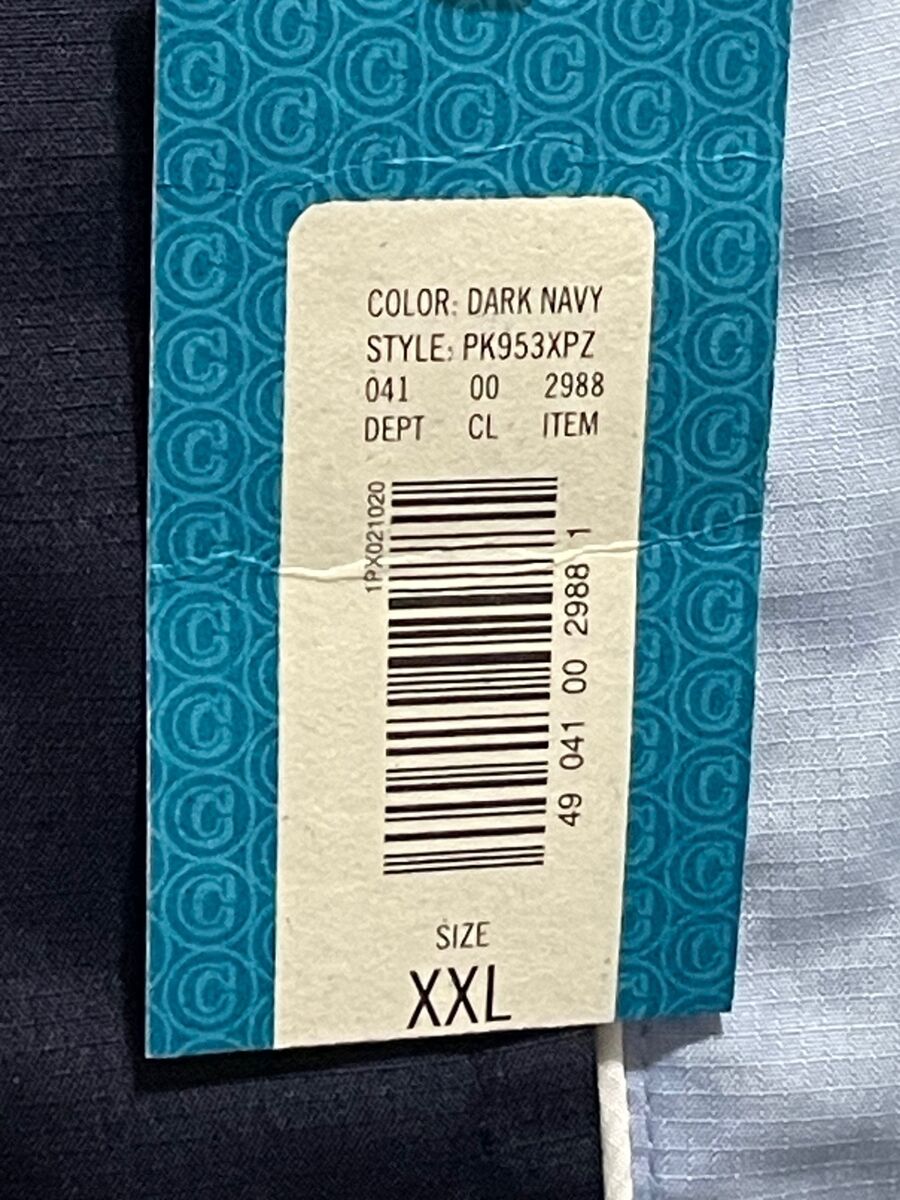 COLOR: DARK NAVY
STYLE: PK953XPZ
041 00 2988
DEPT CL ITEM
1PX021020
49 041 00 2988 1
SIZE
XXL